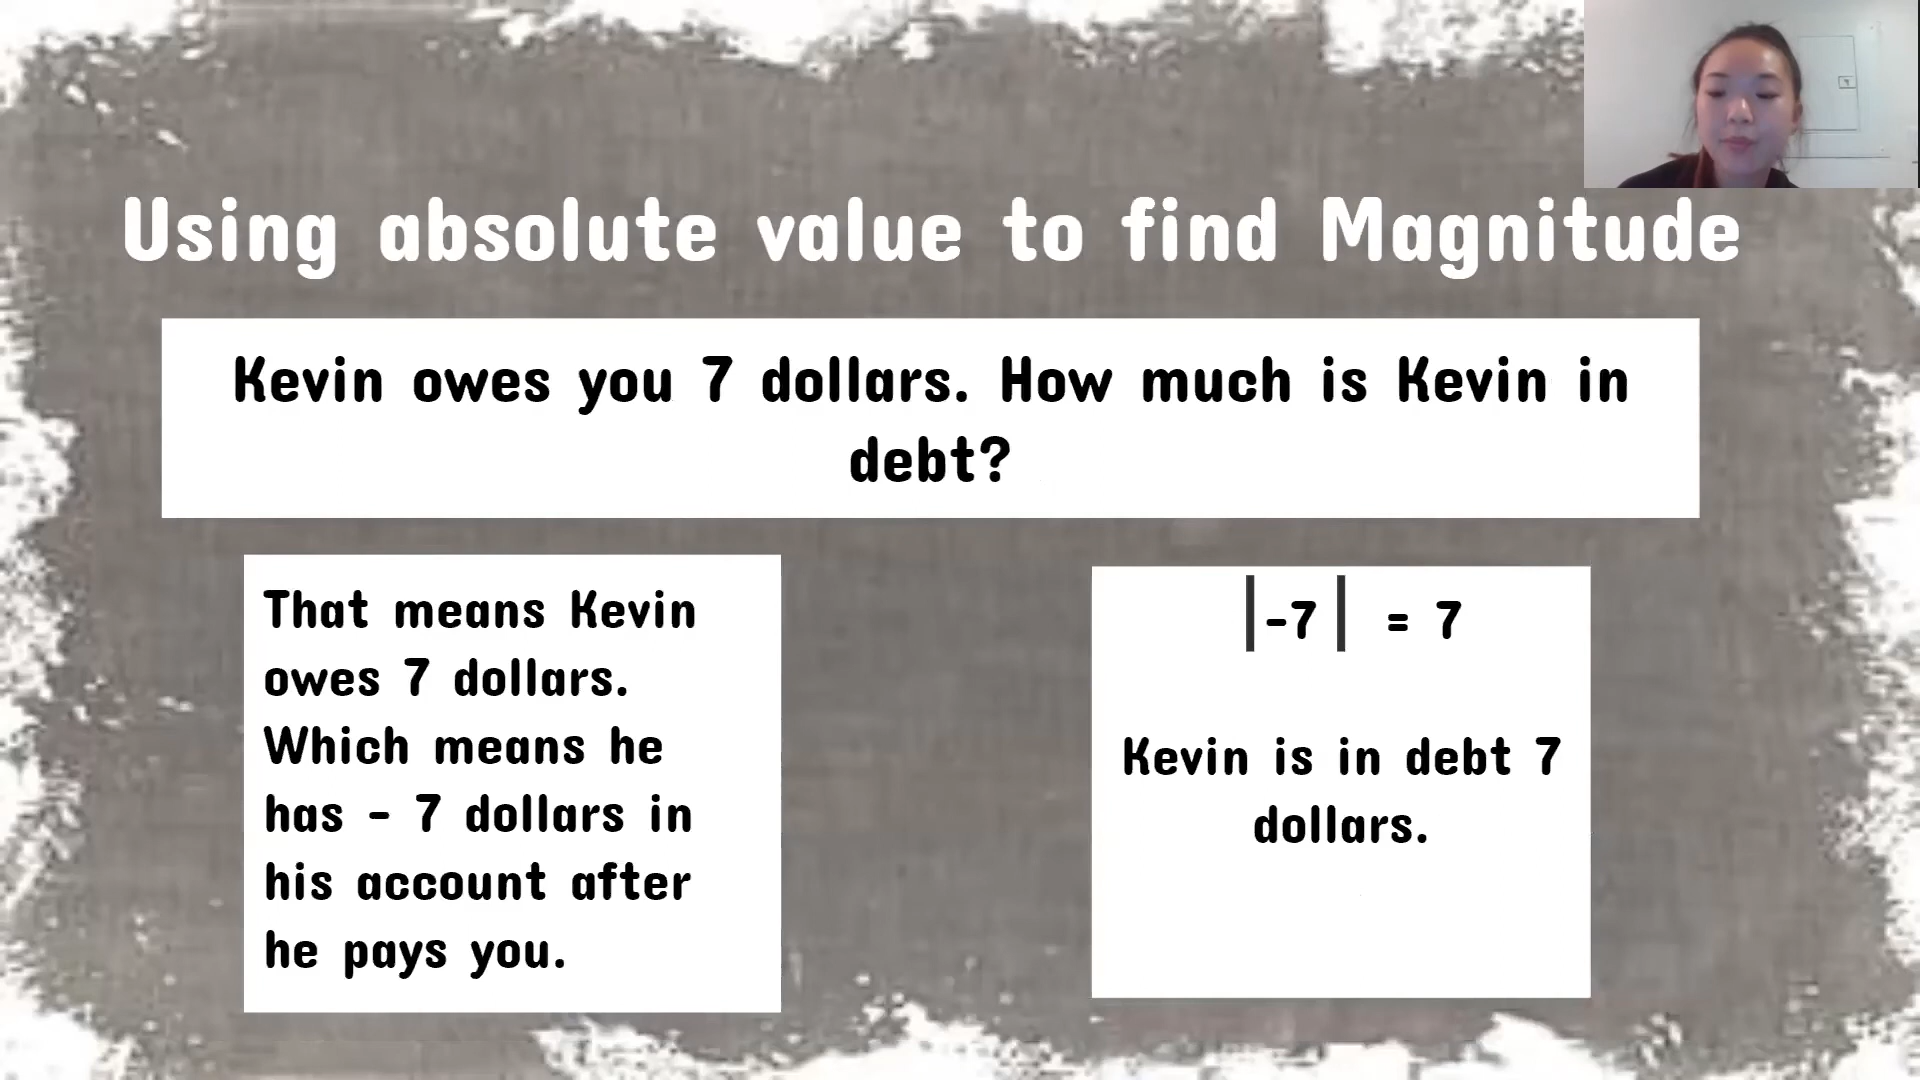 Using absolute value to find Magnitude
Kevin owes you 7 dollars. How much is Kevin in
debt?
That means Kevin
owes 7 dollars.
Which means he
has - 7 dollars in
his account after
he pays you.
|-7| = 7
Kevin is in debt 7
dollars.